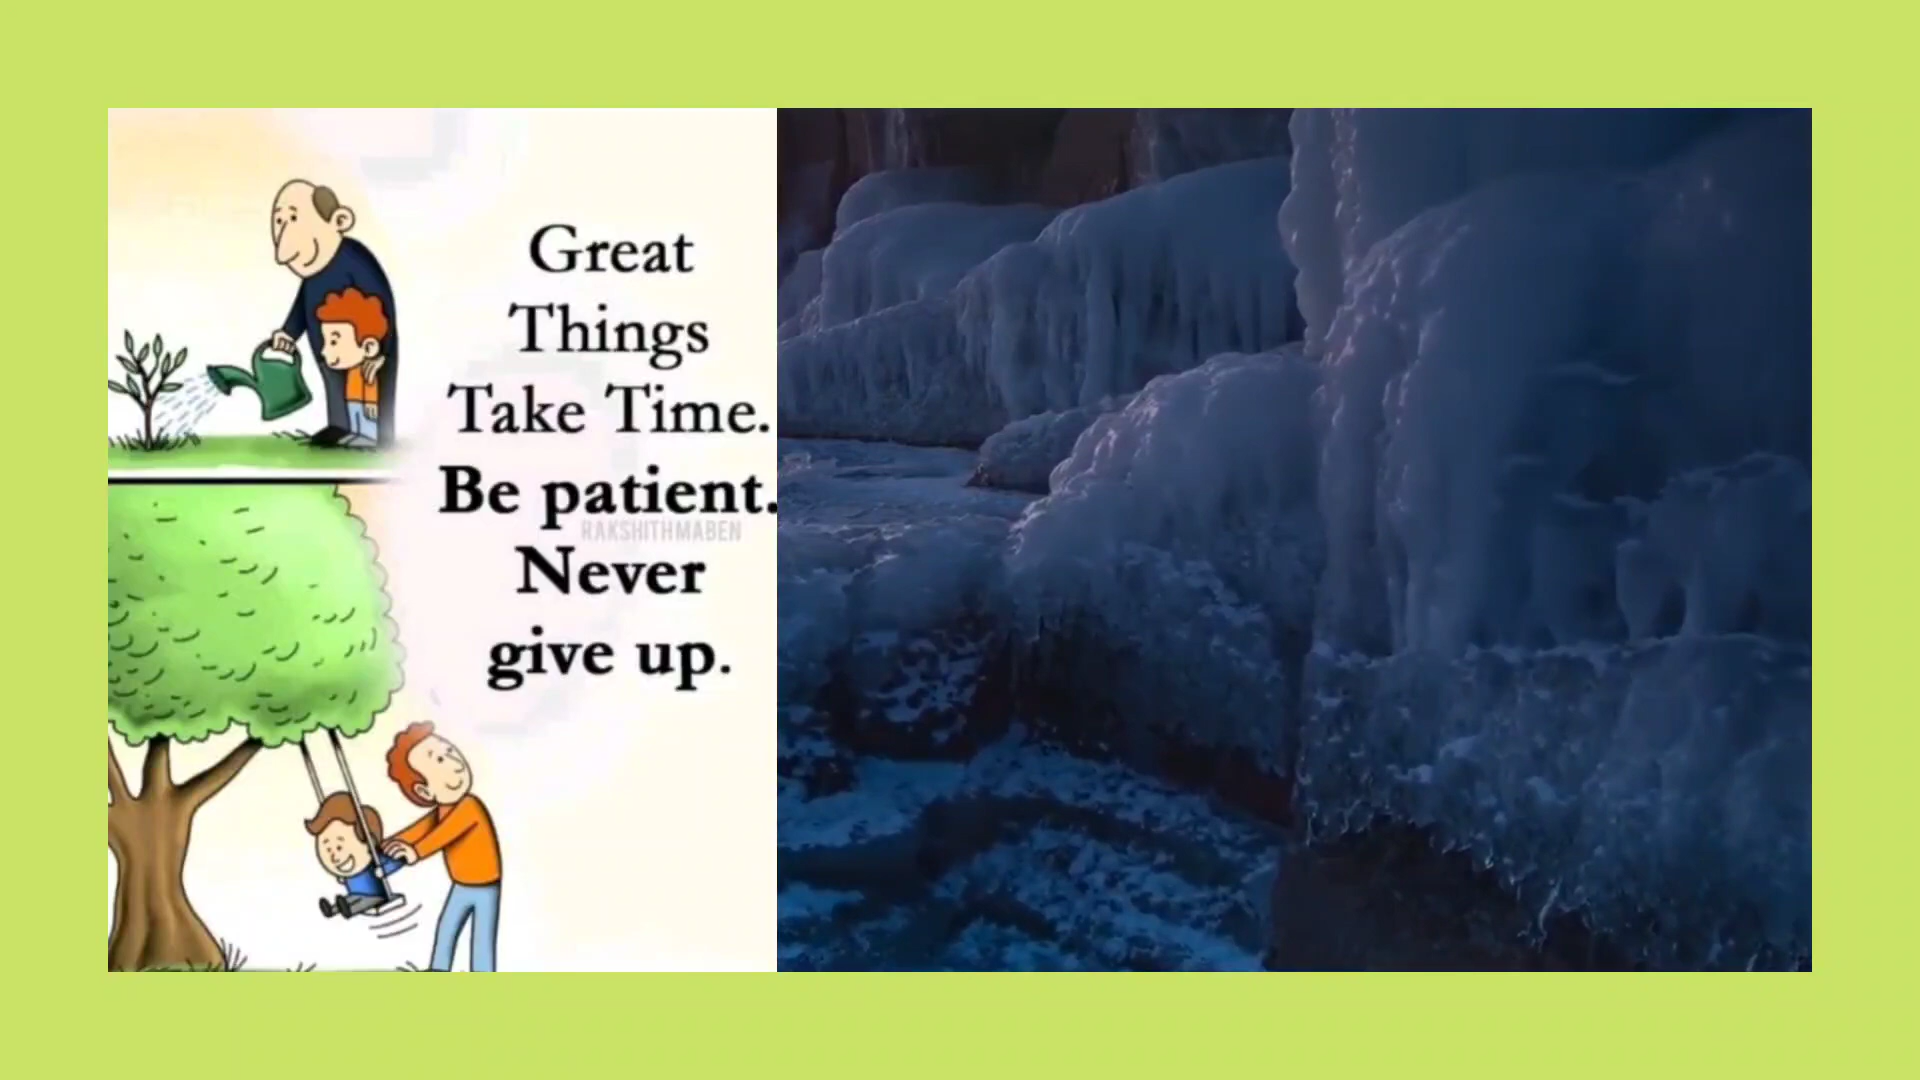 Great
Things
Take Time.
Be patient.
RAKSHITHMABEN
Never
give up.